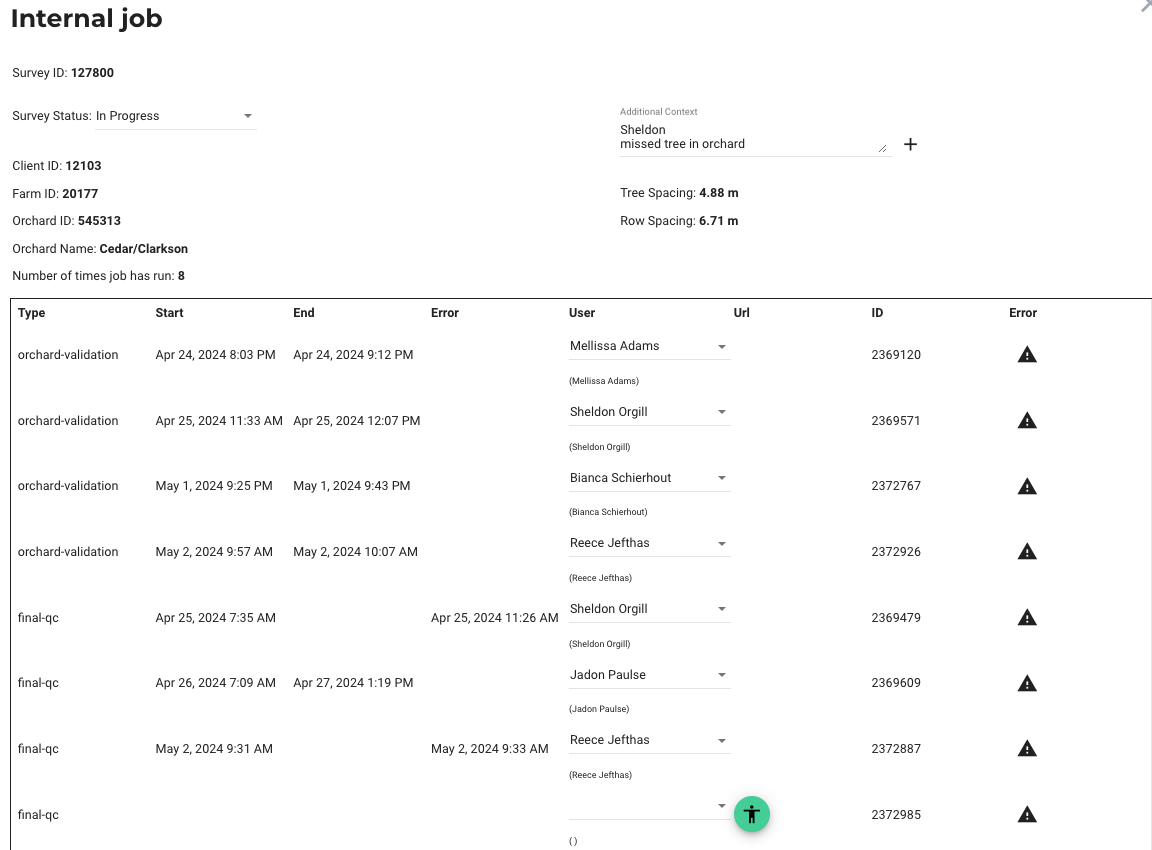 Internal job
Survey ID: 127800
Survey Status: In Progress
Additional Context
Sheldon
missed tree in orchard
Client ID: 12103
Farm ID: 20177
Tree Spacing: 4.88 m
Orchard ID: 545313
Row Spacing: 6.71 m
Orchard Name: Cedar/Clarkson
Number of times job has run: 8
Type Start End Error User Url ID Error
orchard-validation Apr 24, 2024 8:03 PM Apr 24, 2024 9:12 PM Mellissa Adams 2369120
(Mellissa Adams)
orchard-validation Apr 25, 2024 11:33 AM Apr 25, 2024 12:07 PM Sheldon Orgill 2369571
(Sheldon Orgill)
orchard-validation May 1, 2024 9:25 PM May 1, 2024 9:43 PM Bianca Schierhout 2372767
(Bianca Schierhout)
orchard-validation May 2, 2024 9:57 AM May 2, 2024 10:07 AM Reece Jefthas 2372926
(Reece Jefthas)
final-qc Apr 25, 2024 7:35 AM Apr 25, 2024 11:26 AM Sheldon Orgill 2369479
(Sheldon Orgill)
final-qc Apr 26, 2024 7:09 AM Apr 27, 2024 1:19 PM Jadon Paulse 2369609
(Jadon Paulse)
final-qc May 2, 2024 9:31 AM May 2, 2024 9:33 AM Reece Jefthas 2372887
(Reece Jefthas)
final-qc 2372985
( )